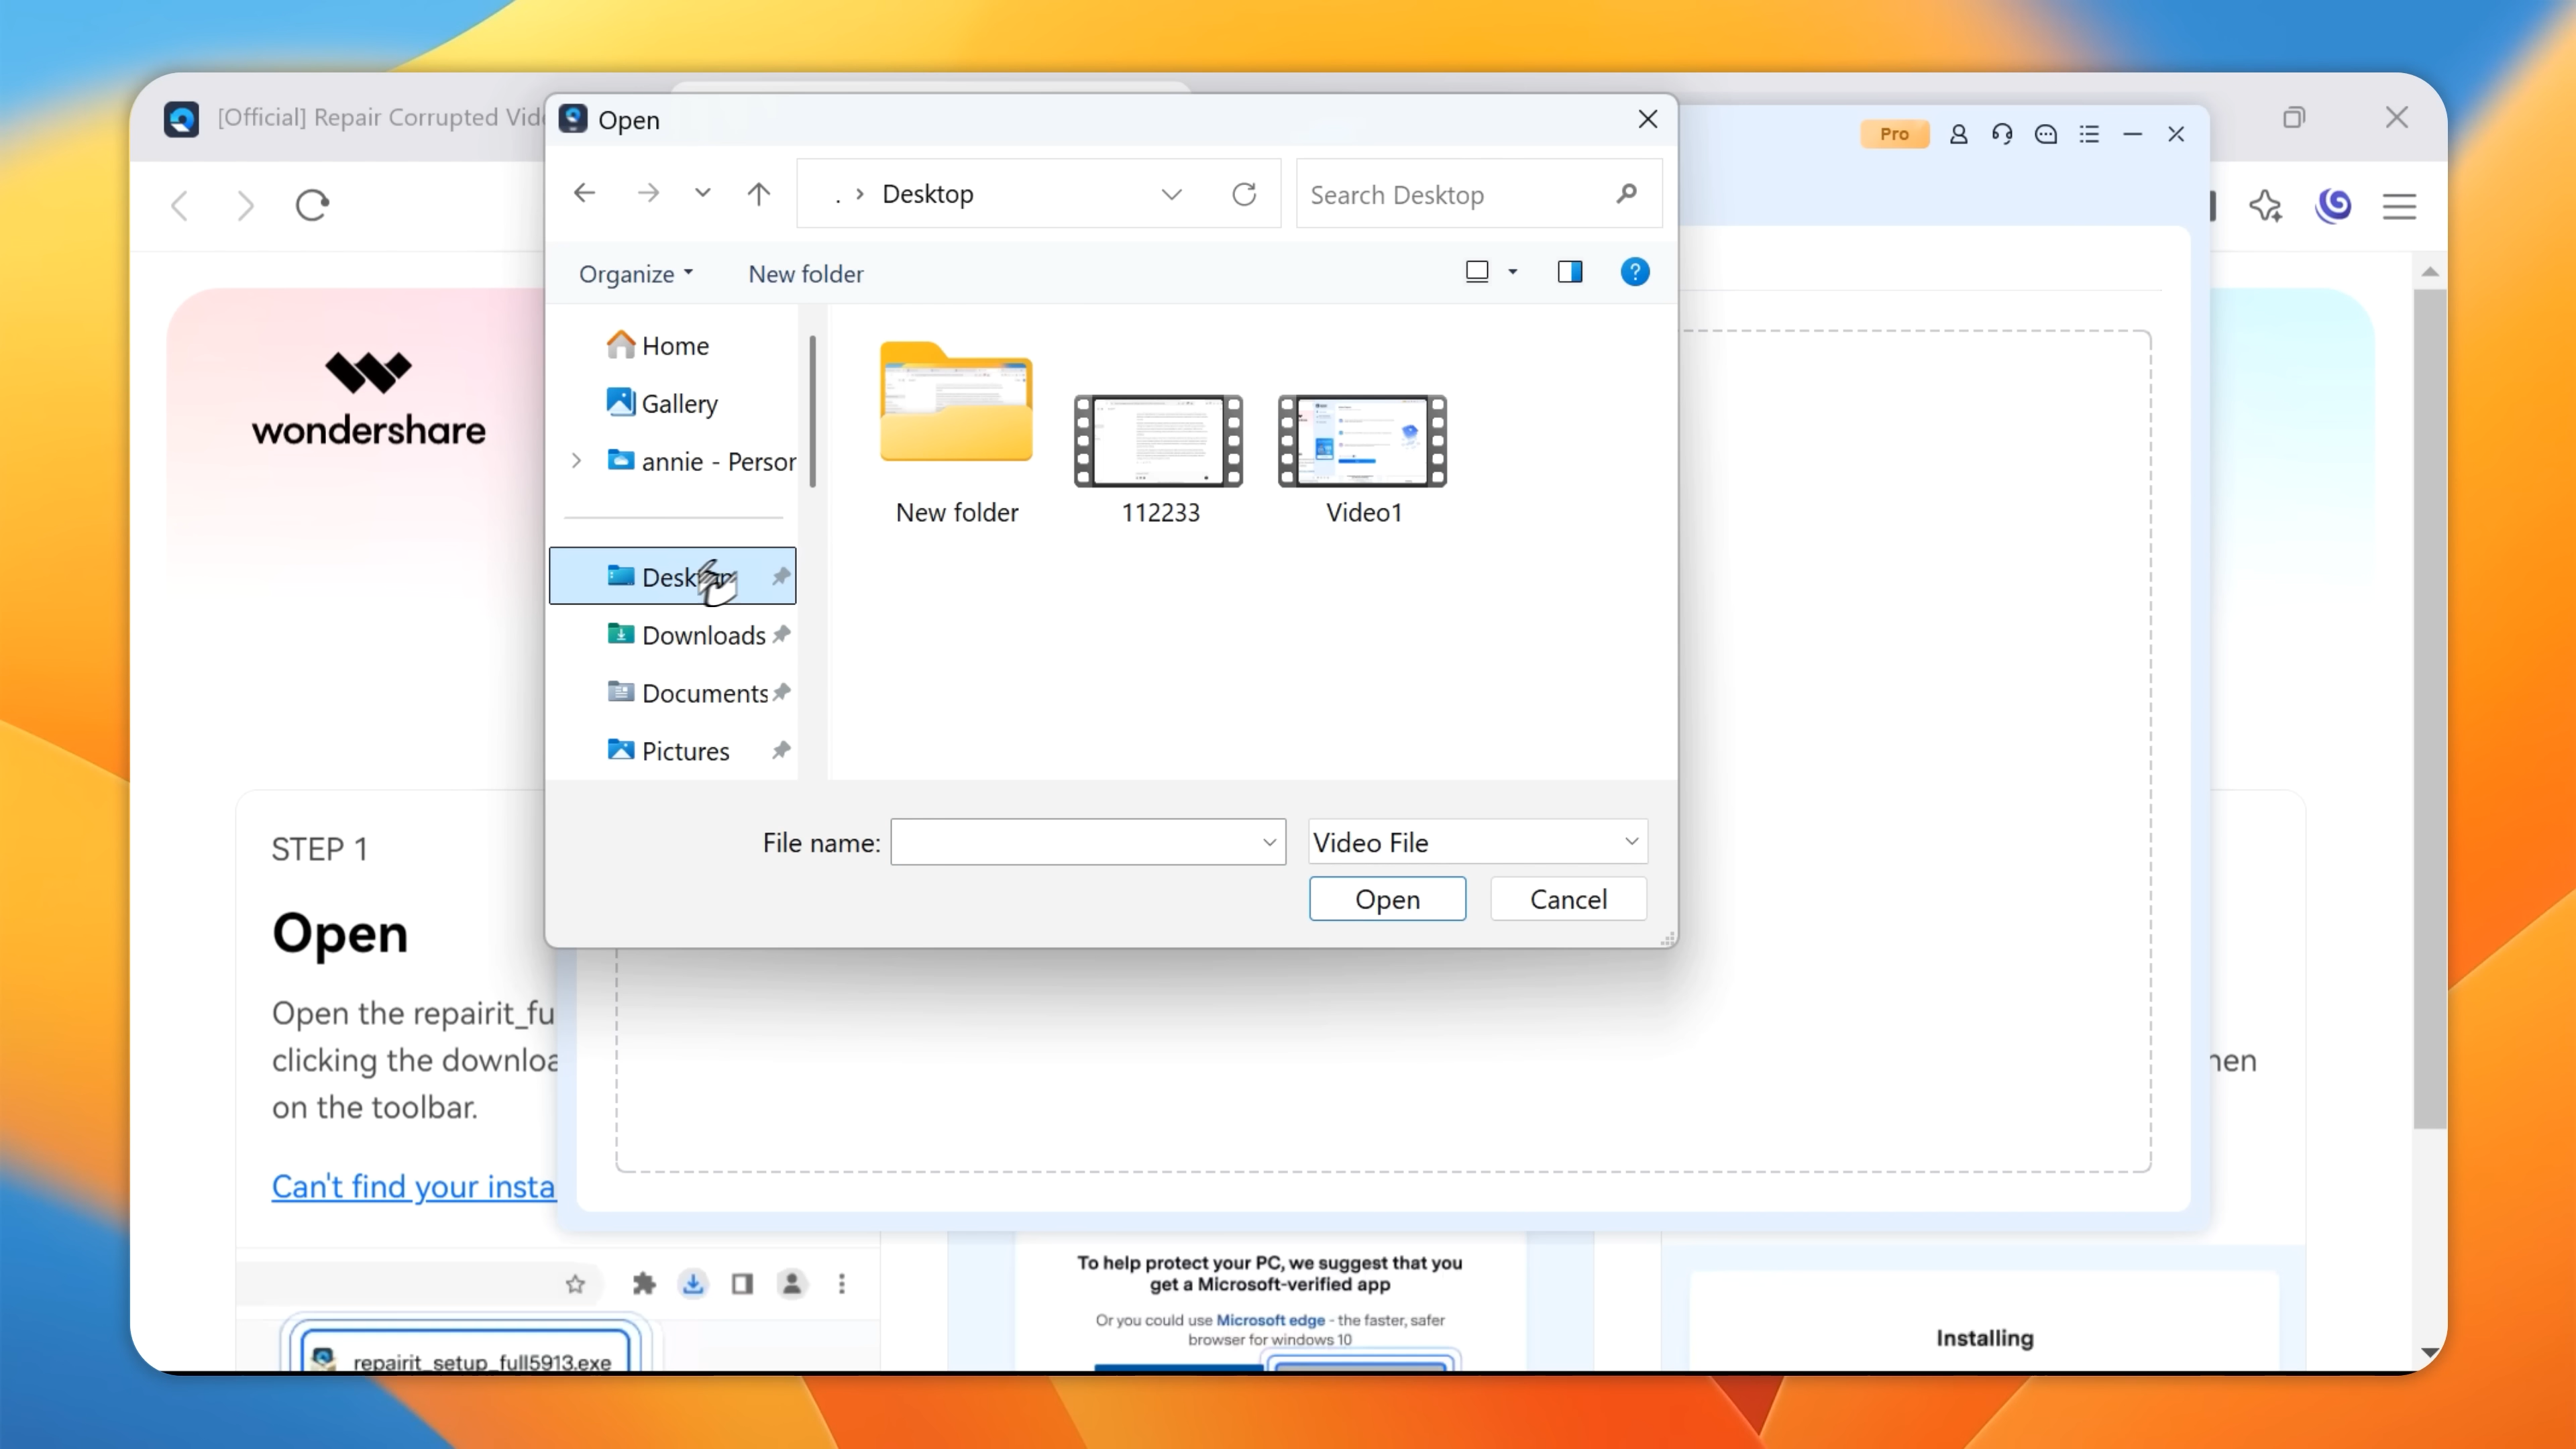 [Official] Repair Corrupted Vid
Open
Pro
. › Desktop
Search Desktop
Organize
New folder
Home
Gallery
annie - Person
Desktop
Downloads
Documents
Pictures
New folder
112233
Video1
File name:
Video File
Open
Cancel
wondershare
STEP 1
Open
Open the repairit_fu
clicking the downloa
on the toolbar.
Can't find your insta
hen
repairit_setup_full5913.exe
To help protect your PC, we suggest that you
get a Microsoft-verified app
Or you could use Microsoft edge - the faster, safer
browser for windows 10
Installing